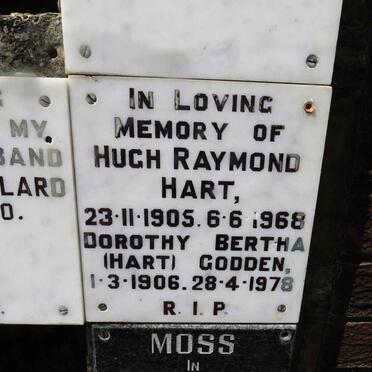 IN LOVING
MEMORY OF
HUGH RAYMOND
HART,
23·11·1905. 6·6·1968
DOROTHY BERTHA
(HART) GODDEN,
1·3·1906. 28·4·1978
R.I.P.
MY
BAND
LARD
O.
MOSS
IN